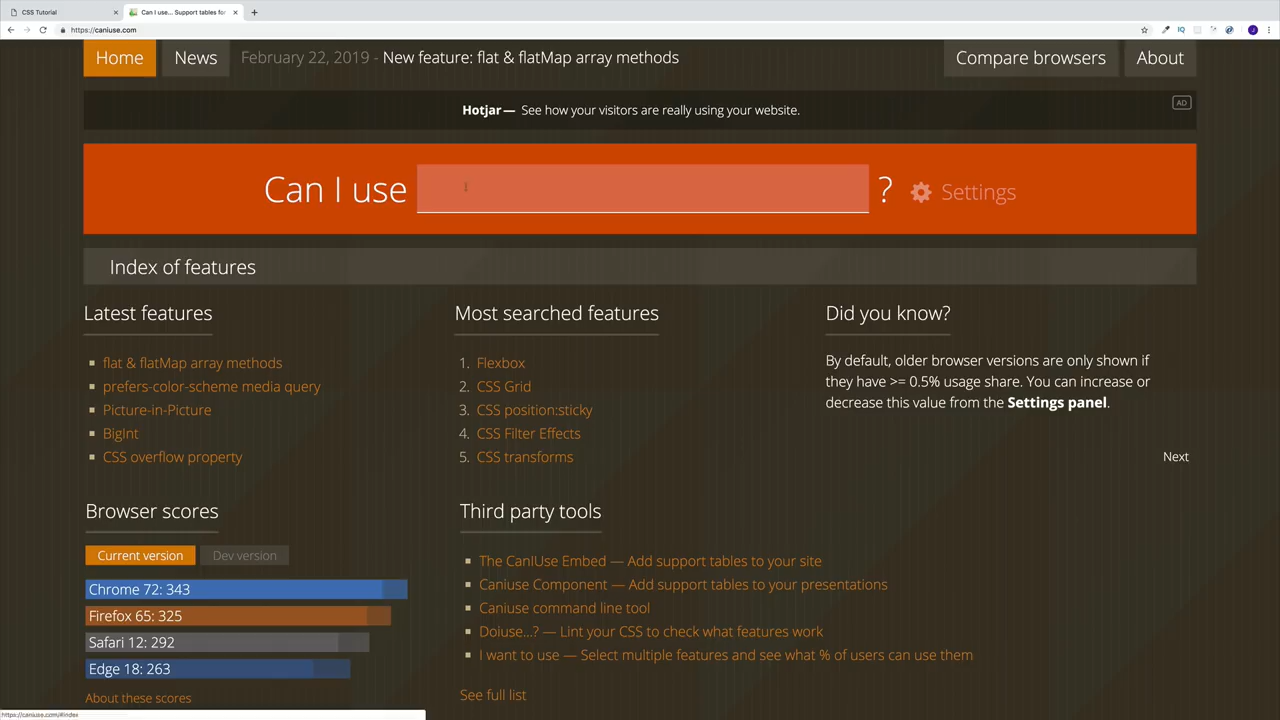 CSS Tutorial
Can I use... Support tables for
https://caniuse.com
Home
News
February 22, 2019 - New feature: flat & flatMap array methods
Compare browsers
About
Hotjar — See how your visitors are really using your website.
AD
Can I use
?
Settings
Index of features
Latest features
flat & flatMap array methods
prefers-color-scheme media query
Picture-in-Picture
BigInt
CSS overflow property
Most searched features
1. Flexbox
2. CSS Grid
3. CSS position:sticky
4. CSS Filter Effects
5. CSS transforms
Did you know?
By default, older browser versions are only shown if
they have >= 0.5% usage share. You can increase or
decrease this value from the Settings panel.
Next
Browser scores
Current version
Dev version
Chrome 72: 343
Firefox 65: 325
Safari 12: 292
Edge 18: 263
About these scores
Third party tools
The CanIUse Embed — Add support tables to your site
Caniuse Component — Add support tables to your presentations
Caniuse command line tool
Doiuse...? — Lint your CSS to check what features work
I want to use — Select multiple features and see what % of users can use them
See full list
https://caniuse.com/#index